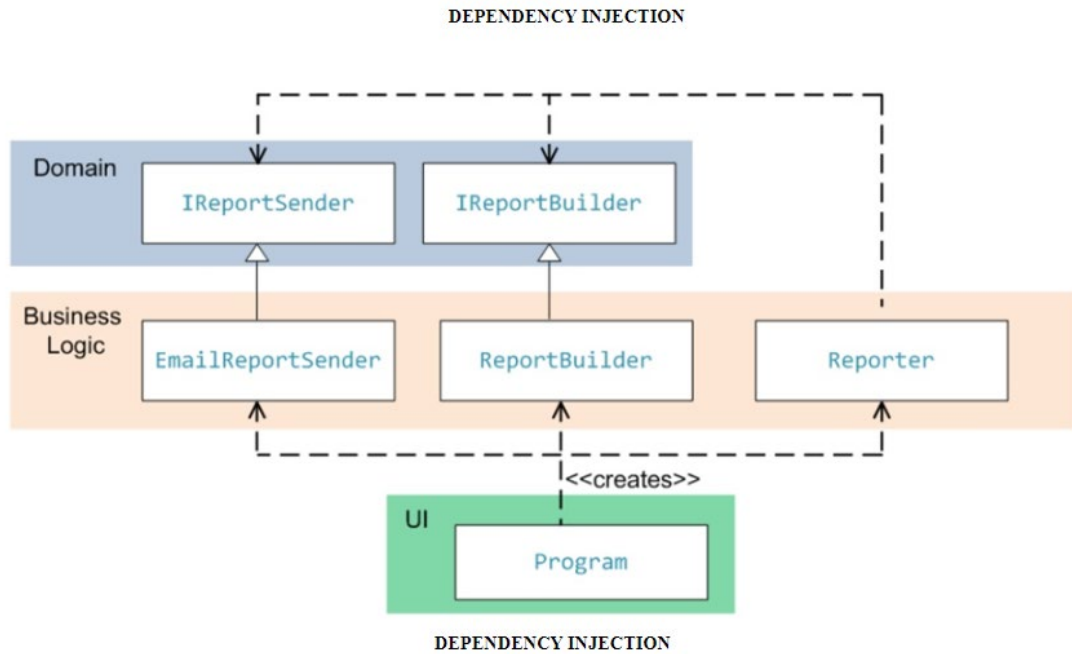 DEPENDENCY INJECTION
Domain
IReportSender
IReportBuilder
Business
Logic
EmailReportSender
ReportBuilder
Reporter
<<creates>>
UI
Program
DEPENDENCY INJECTION